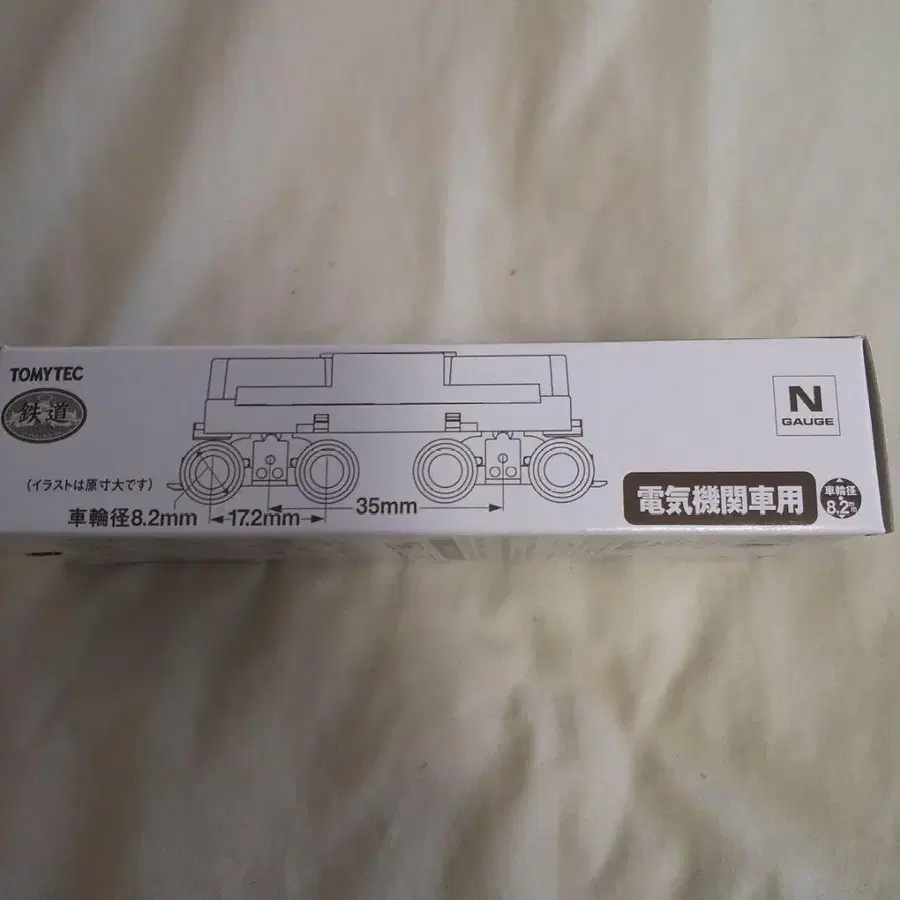 TOMYTEC
鉄道
(イラストは原寸大です)
車輪径8.2mm
17.2mm
35mm
N
GAUGE
電気機関車用
車輪径
8.2